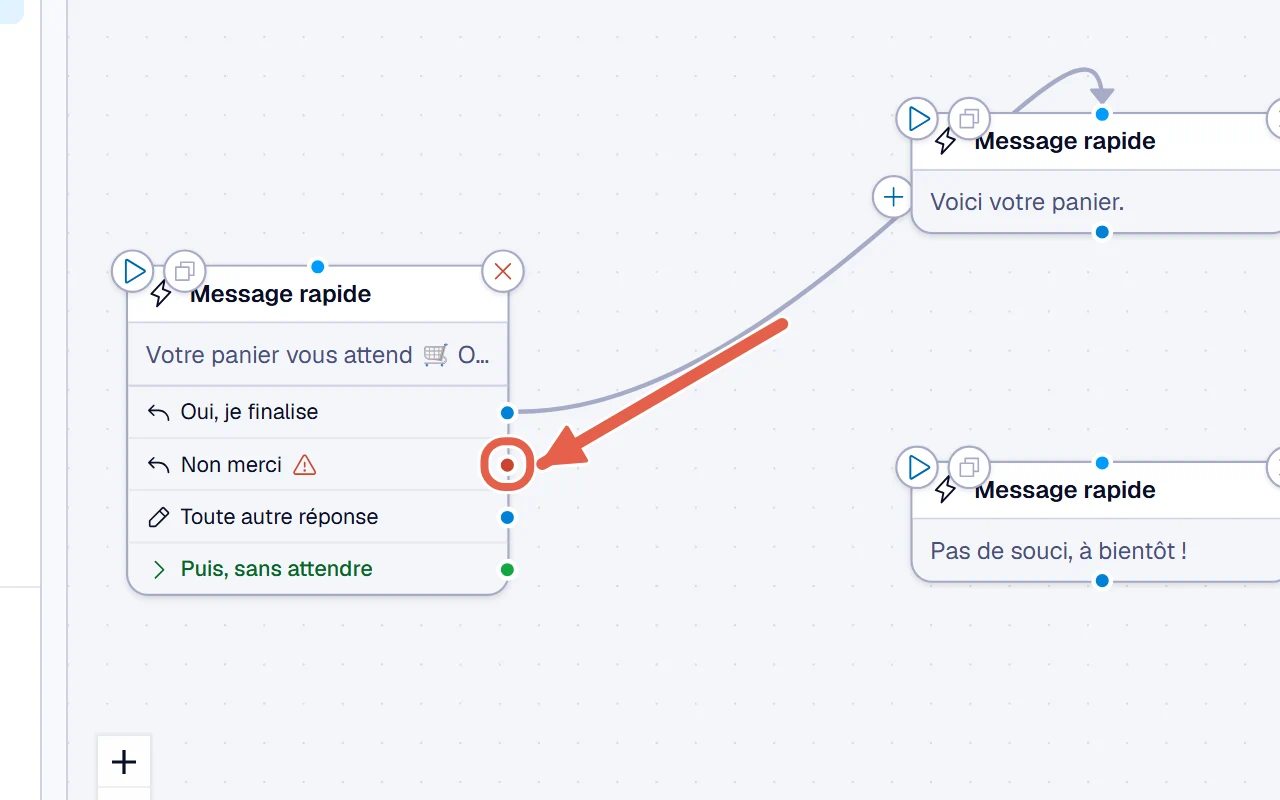 Message rapide
Voici votre panier.
Message rapide
Votre panier vous attend 🛒 O...
Oui, je finalise
Non merci
Toute autre réponse
Puis, sans attendre
Message rapide
Pas de souci, à bientôt !